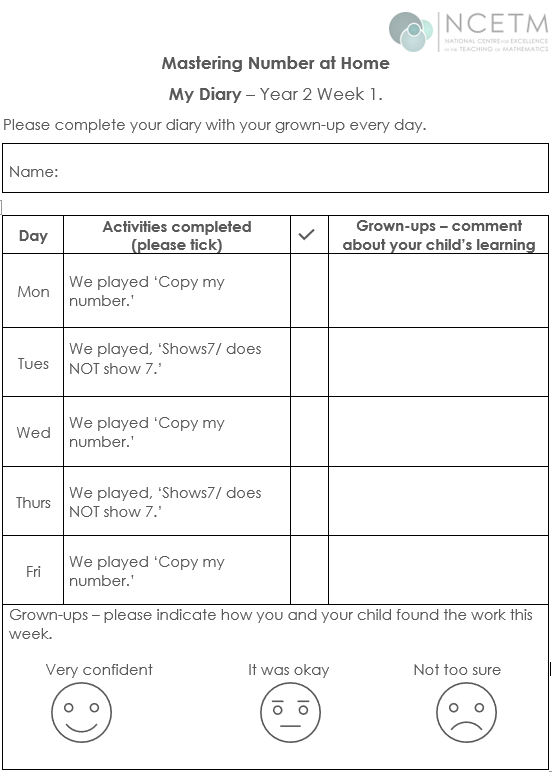 NCETM
NATIONAL CENTRE FOR EXCELLENCE
IN THE TEACHING OF MATHEMATICS
Mastering Number at Home
My Diary – Year 2 Week 1.
Please complete your diary with your grown-up every day.
Name:
Day
Activities completed
(please tick)
✓
Grown-ups – comment
about your child's learning
Mon
We played ‘Copy my
number.’
Tues
We played, ‘Shows7/ does
NOT show 7.’
Wed
We played ‘Copy my
number.’
Thurs
We played, ‘Shows7/ does
NOT show 7.’
Fri
We played ‘Copy my
number.’
Grown-ups – please indicate how you and your child found the work this
week.
Very confident
It was okay
Not too sure